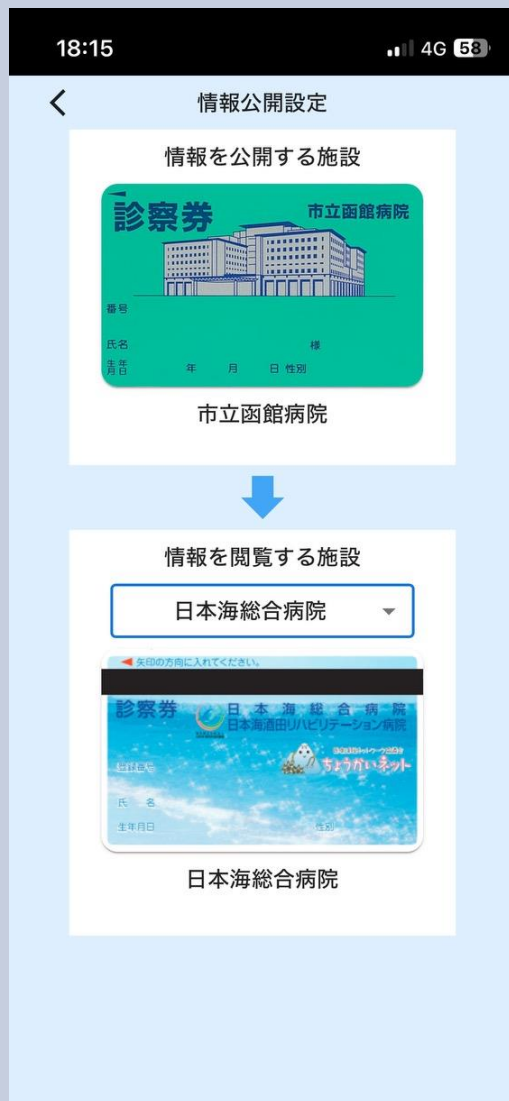 18:15
4G 58
情報公開設定
情報を公開する施設
診察券
市立函館病院
番号
氏名 様
生年月日 年 月 日 性別
市立函館病院
情報を閲覧する施設
日本海総合病院
矢印の方向に入れてください。
診察券
日本海総合病院
日本海酒田リハビリテーション病院
ちょうかいネット
登録番号
氏 名
生年月日 性別
日本海総合病院